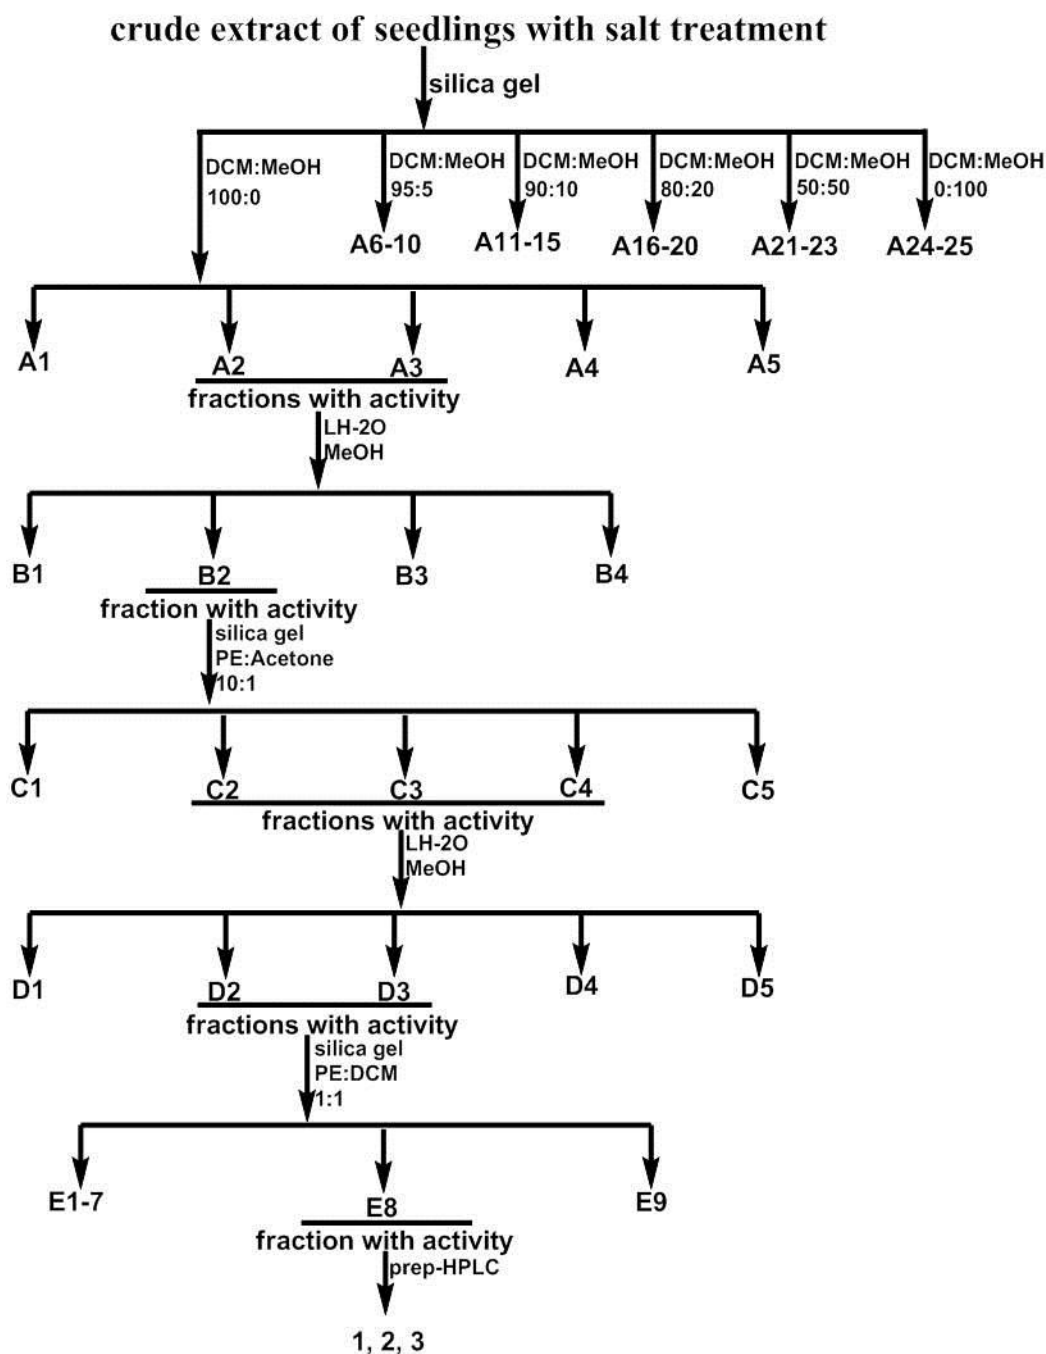 crude extract of seedlings with salt treatment
silica gel
DCM:MeOH
100:0
DCM:MeOH
95:5
DCM:MeOH
90:10
DCM:MeOH
80:20
DCM:MeOH
50:50
DCM:MeOH
0:100
A6-10
A11-15
A16-20
A21-23
A24-25
A1
A2
A3
A4
A5
fractions with activity
LH-2O
MeOH
B1
B2
B3
B4
fraction with activity
silica gel
PE:Acetone
10:1
C1
C2
C3
C4
C5
fractions with activity
LH-2O
MeOH
D1
D2
D3
D4
D5
fractions with activity
silica gel
PE:DCM
1:1
E1-7
E8
E9
fraction with activity
prep-HPLC
1, 2, 3